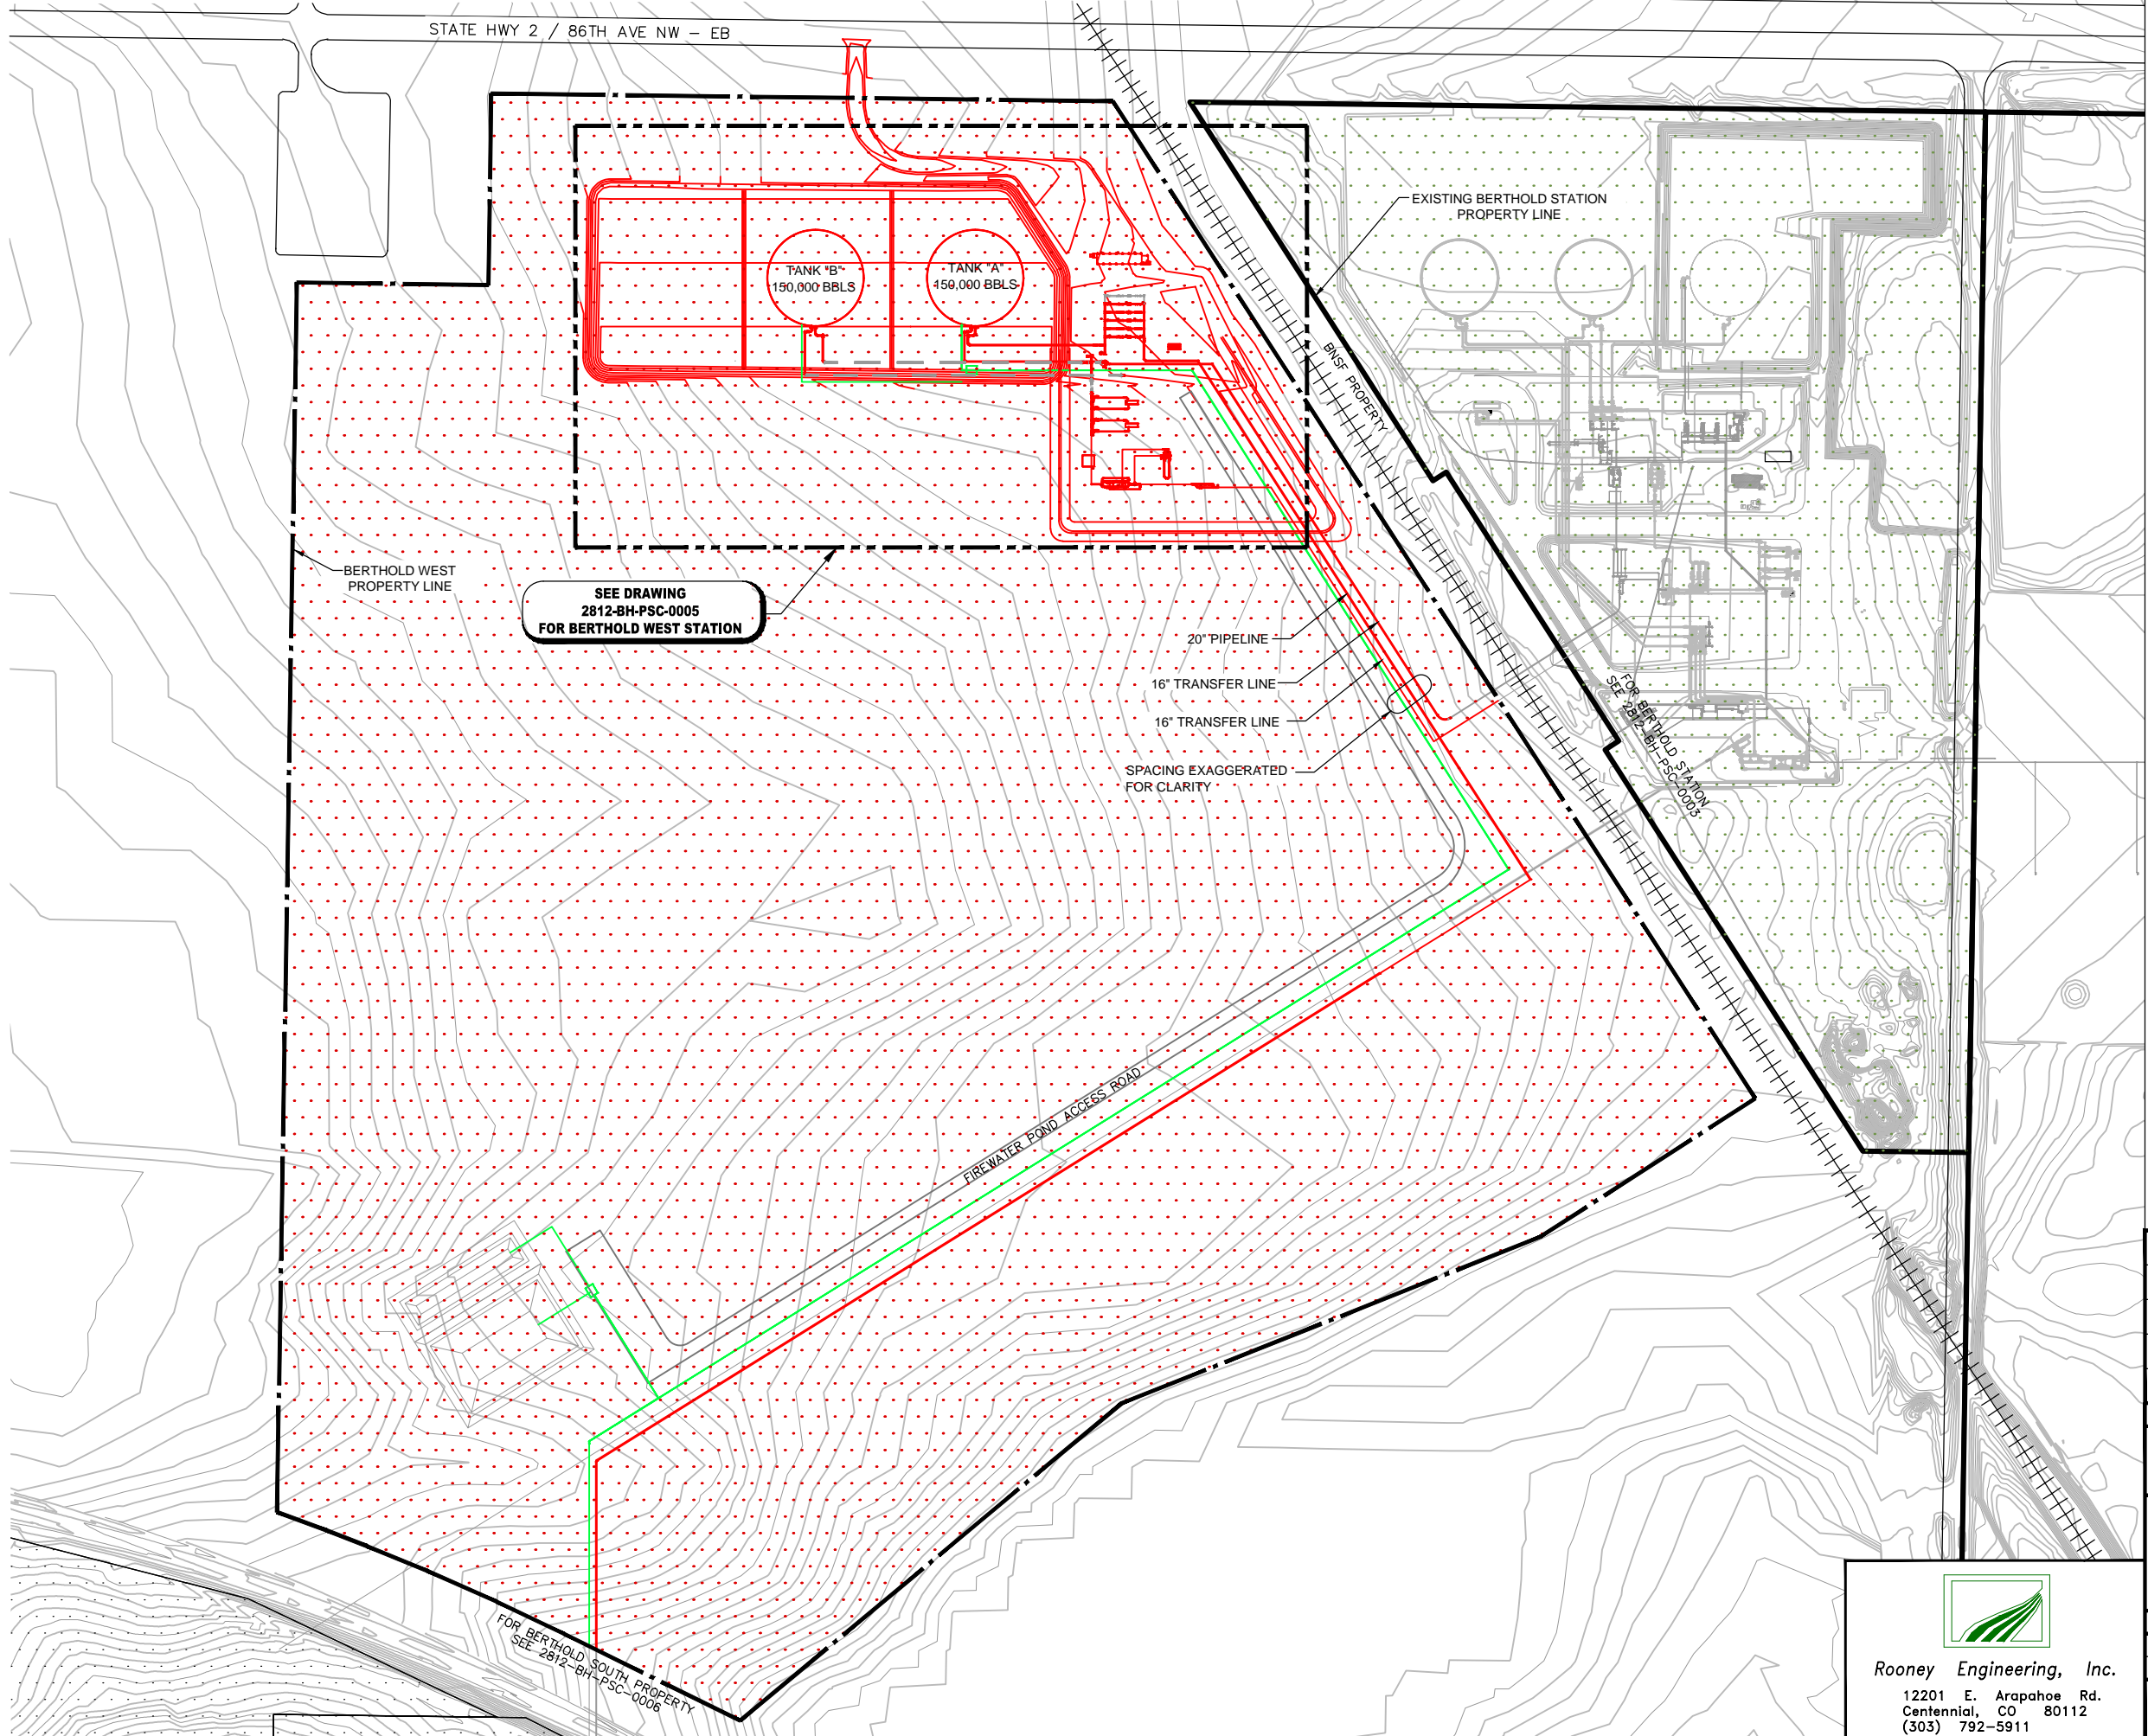 STATE HWY 2 / 86TH AVE NW - EB
EXISTING BERTHOLD STATION
PROPERTY LINE
TANK "B"
150,000 BBLS
TANK "A"
150,000 BBLS
BNSF PROPERTY
BERTHOLD WEST
PROPERTY LINE
SEE DRAWING
2812-BH-PSC-0005
FOR BERTHOLD WEST STATION
20" PIPELINE
16" TRANSFER LINE
16" TRANSFER LINE
SPACING EXAGGERATED
FOR CLARITY
FOR BERTHOLD STATION
SEE 2812-BH-PSC-0003
FIREWATER POND ACCESS ROAD
FOR BERTHOLD SOUTH PROPERTY
SEE 2812-BH-PSC-0006
Rooney Engineering, Inc.
12201 E. Arapahoe Rd.
Centennial, CO 80112
(303) 792-5911